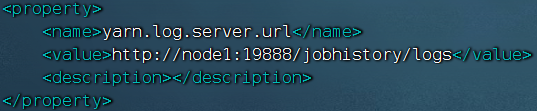 <property>
<name>yarn.log.server.url</name>
<value>http://node1:19888/jobhistory/logs</value>
<description></description>
</property>